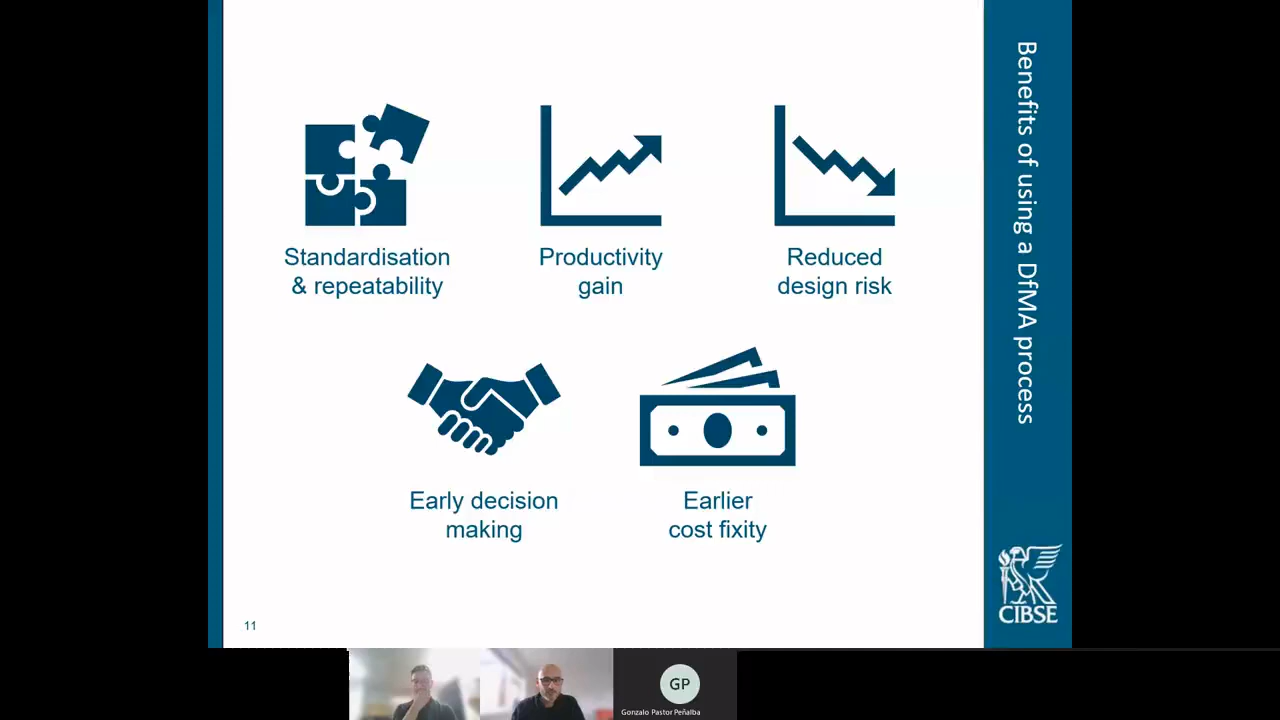 Benefits of using a DfMA process
Standardisation
& repeatability
Productivity
gain
Reduced
design risk
Early decision
making
Earlier
cost fixity
11
CIBSE
GP
Gonzalo Pastor Peñalba